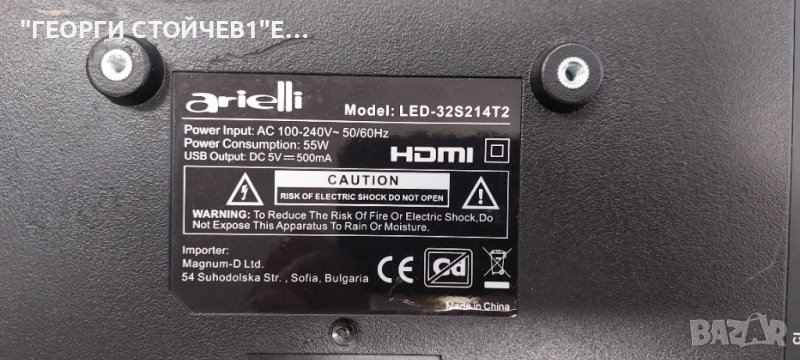 "ГЕОРГИ СТОЙЧЕВ1"Е...
arielli
Model: LED-32S214T2
Power Input: AC 100-240V~ 50/60Hz
Power Consumption: 55W
USB Output: DC 5V⎓500mA
HDMI
CAUTION
RISK OF ELECTRIC SHOCK DO NOT OPEN
WARNING: To Reduce The Risk Of Fire Or Electric Shock,Do
Not Expose This Apparatus To Rain Or Moisture.
Importer:
Magnum-D Ltd.
54 Suhodolska Str. , Sofia, Bulgaria
CE
Pb
Made in China
BAZAR